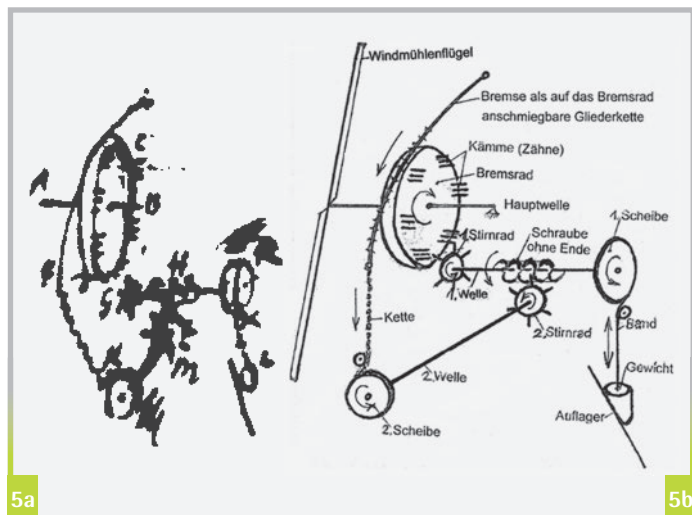 A
B
C
G
H
K
m
L
Windmühlenflügel
Bremse als auf das Bremsrad
anschmiegbare Gliederkette
Kämme (Zähne)
Bremsrad
Hauptwelle
1. Stirnrad
Schraube
ohne Ende
1. Scheibe
1. Welle
2. Stirnrad
Band
Kette
2. Welle
Gewicht
Auflager
2. Scheibe
5a
5b